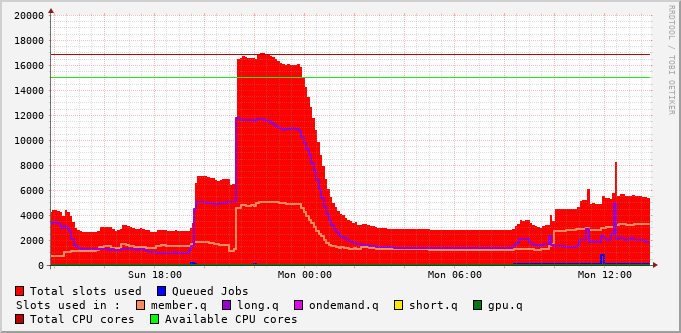 20000
18000
16000
14000
12000
10000
8000
6000
4000
2000
0
Sun 18:00 Mon 00:00 Mon 06:00 Mon 12:00
Total slots used Queued Jobs
Slots used in : member.q long.q ondemand.q short.q gpu.q
Total CPU cores Available CPU cores
RRDTOOL / TOBI OETIKER